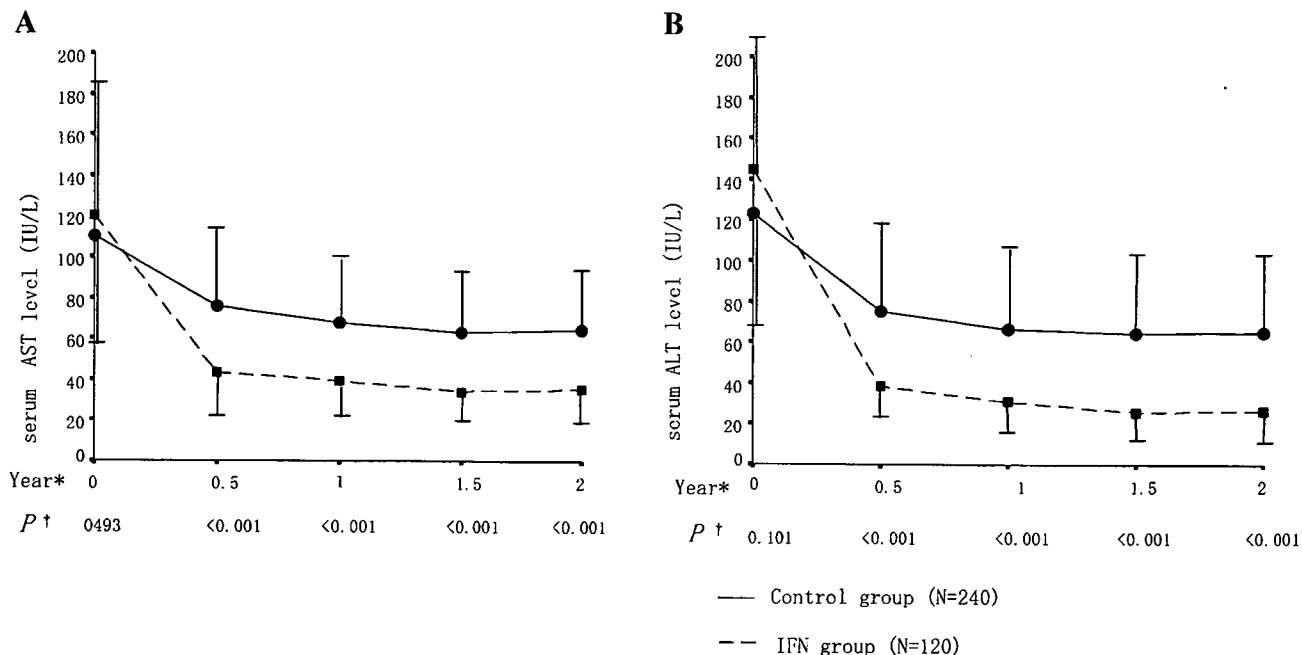 A
200
180
160
140
120
100
80
60
40
20
0
serum AST level (IU/L)
Year* 0 0.5 1 1.5 2
P † 0493 <0.001 <0.001 <0.001 <0.001
B
200
180
160
140
120
100
80
60
40
20
0
serum ALT level (IU/L)
Year* 0 0.5 1 1.5 2
P † 0.101 <0.001 <0.001 <0.001 <0.001
Control group (N=240)
IFN group (N=120)